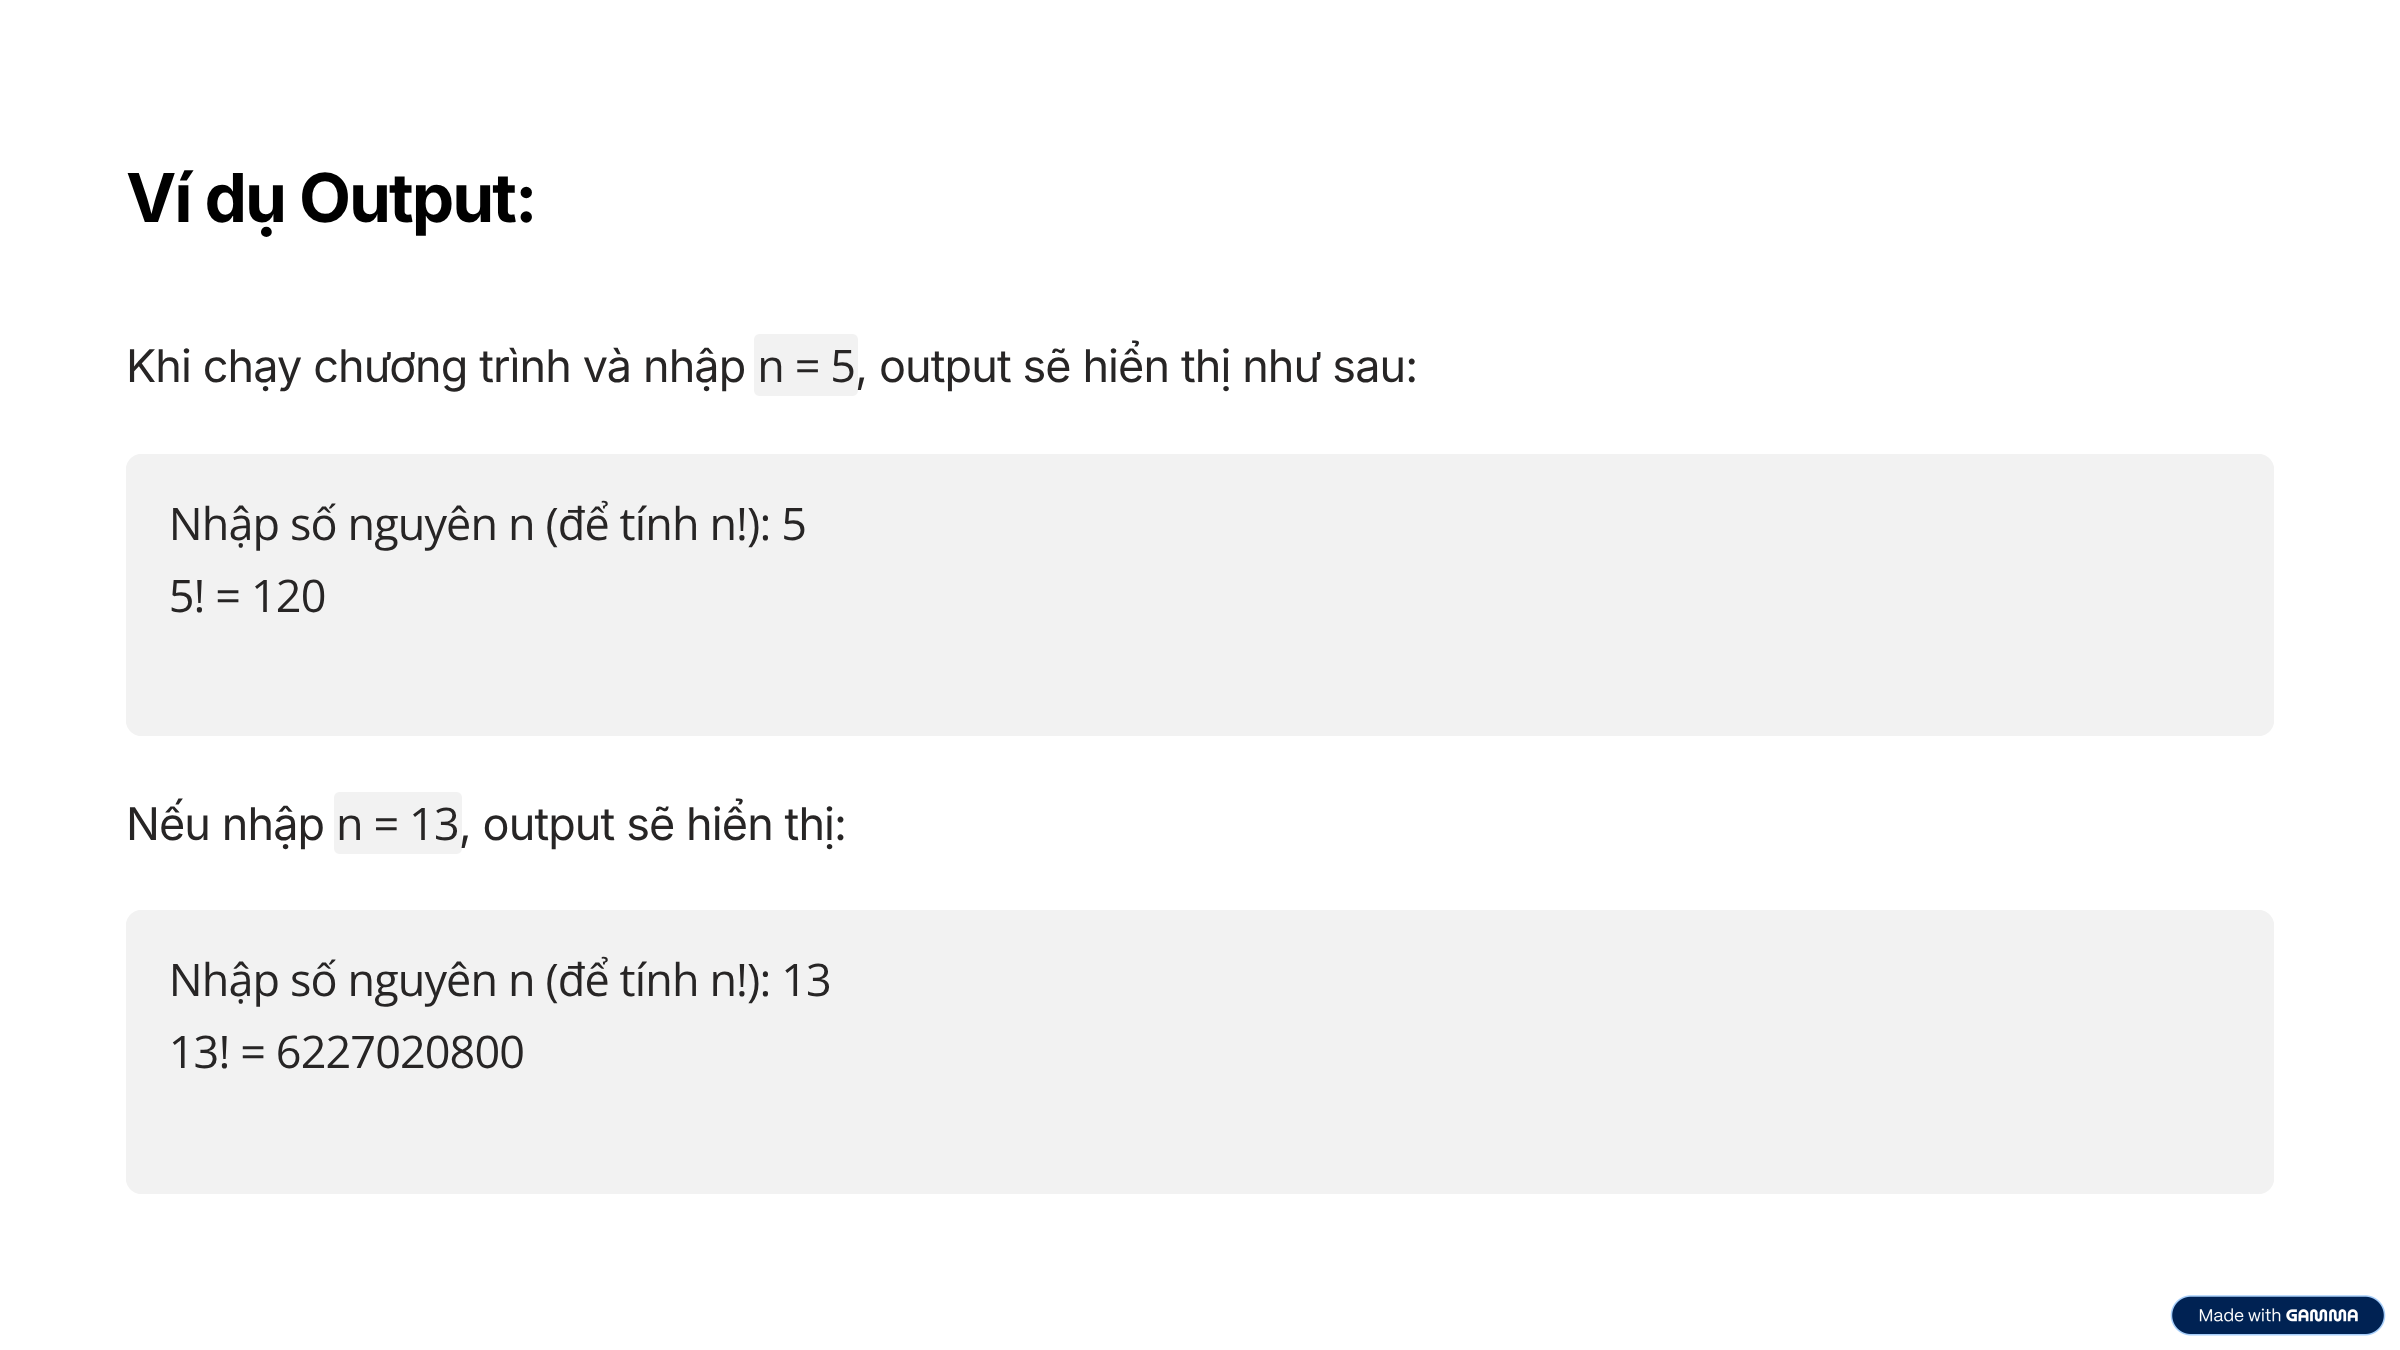 Ví dụ Output:
Khi chạy chương trình và nhập n = 5, output sẽ hiển thị như sau:
Nhập số nguyên n (để tính n!): 5
5! = 120
Nếu nhập n = 13, output sẽ hiển thị:
Nhập số nguyên n (để tính n!): 13
13! = 6227020800
Made with GAMMA